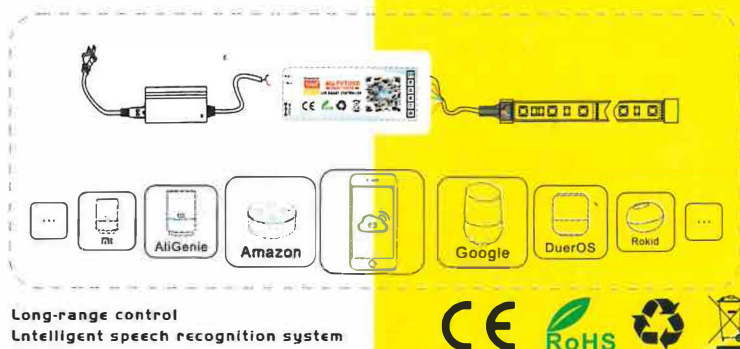 CE
...
mi
AliGenie
Amazon
Google
DuerOS
Rokid
...
Long-range control
Lntelligent speech recognition system
CE
RoHS